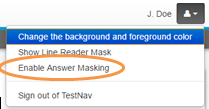 J. Doe
Change the background and foreground color
Show Line Reader Mask
Enable Answer Masking
Sign out of TestNav